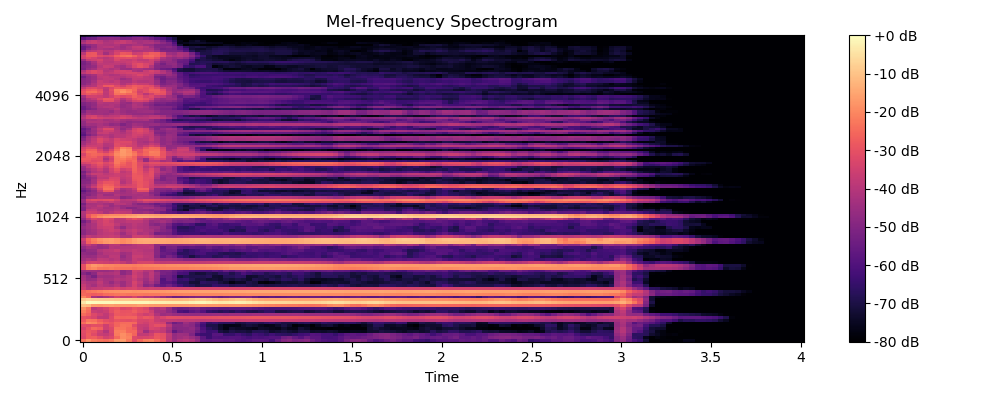 Mel-frequency Spectrogram
Hz
4096
2048
1024
512
0
0
0.5
1
1.5
2
2.5
3
3.5
4
Time
+0 dB
-10 dB
-20 dB
-30 dB
-40 dB
-50 dB
-60 dB
-70 dB
-80 dB